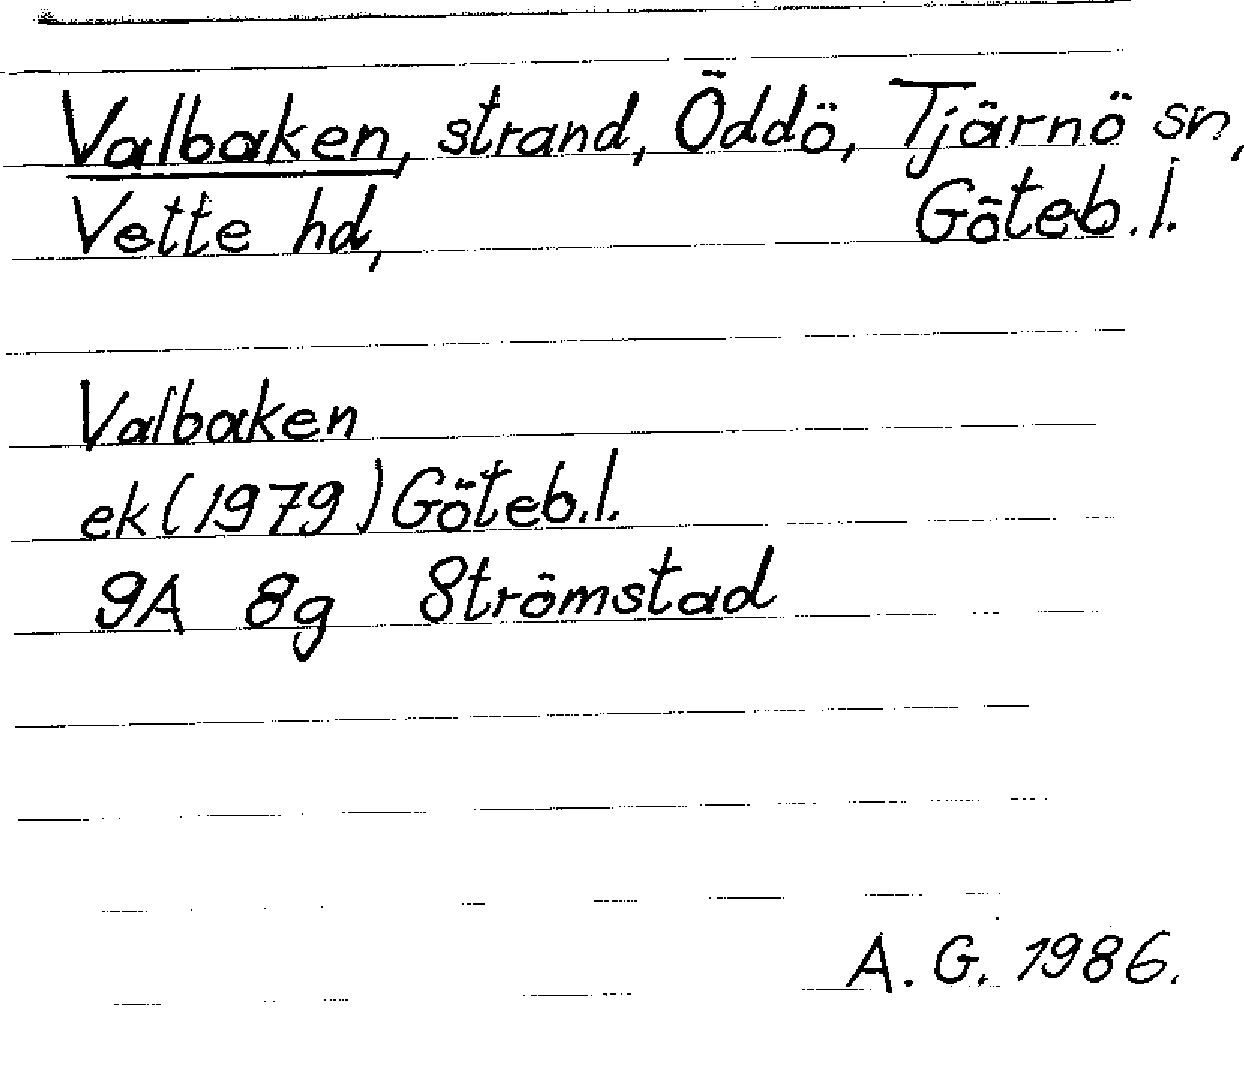 Valbaken, strand, Öddö, Tjärnö sn,
Vette hd, Göteb. l.
Valbaken
ek (1979) Göteb. l.
9A 8g Strömstad
A. G. 1986.